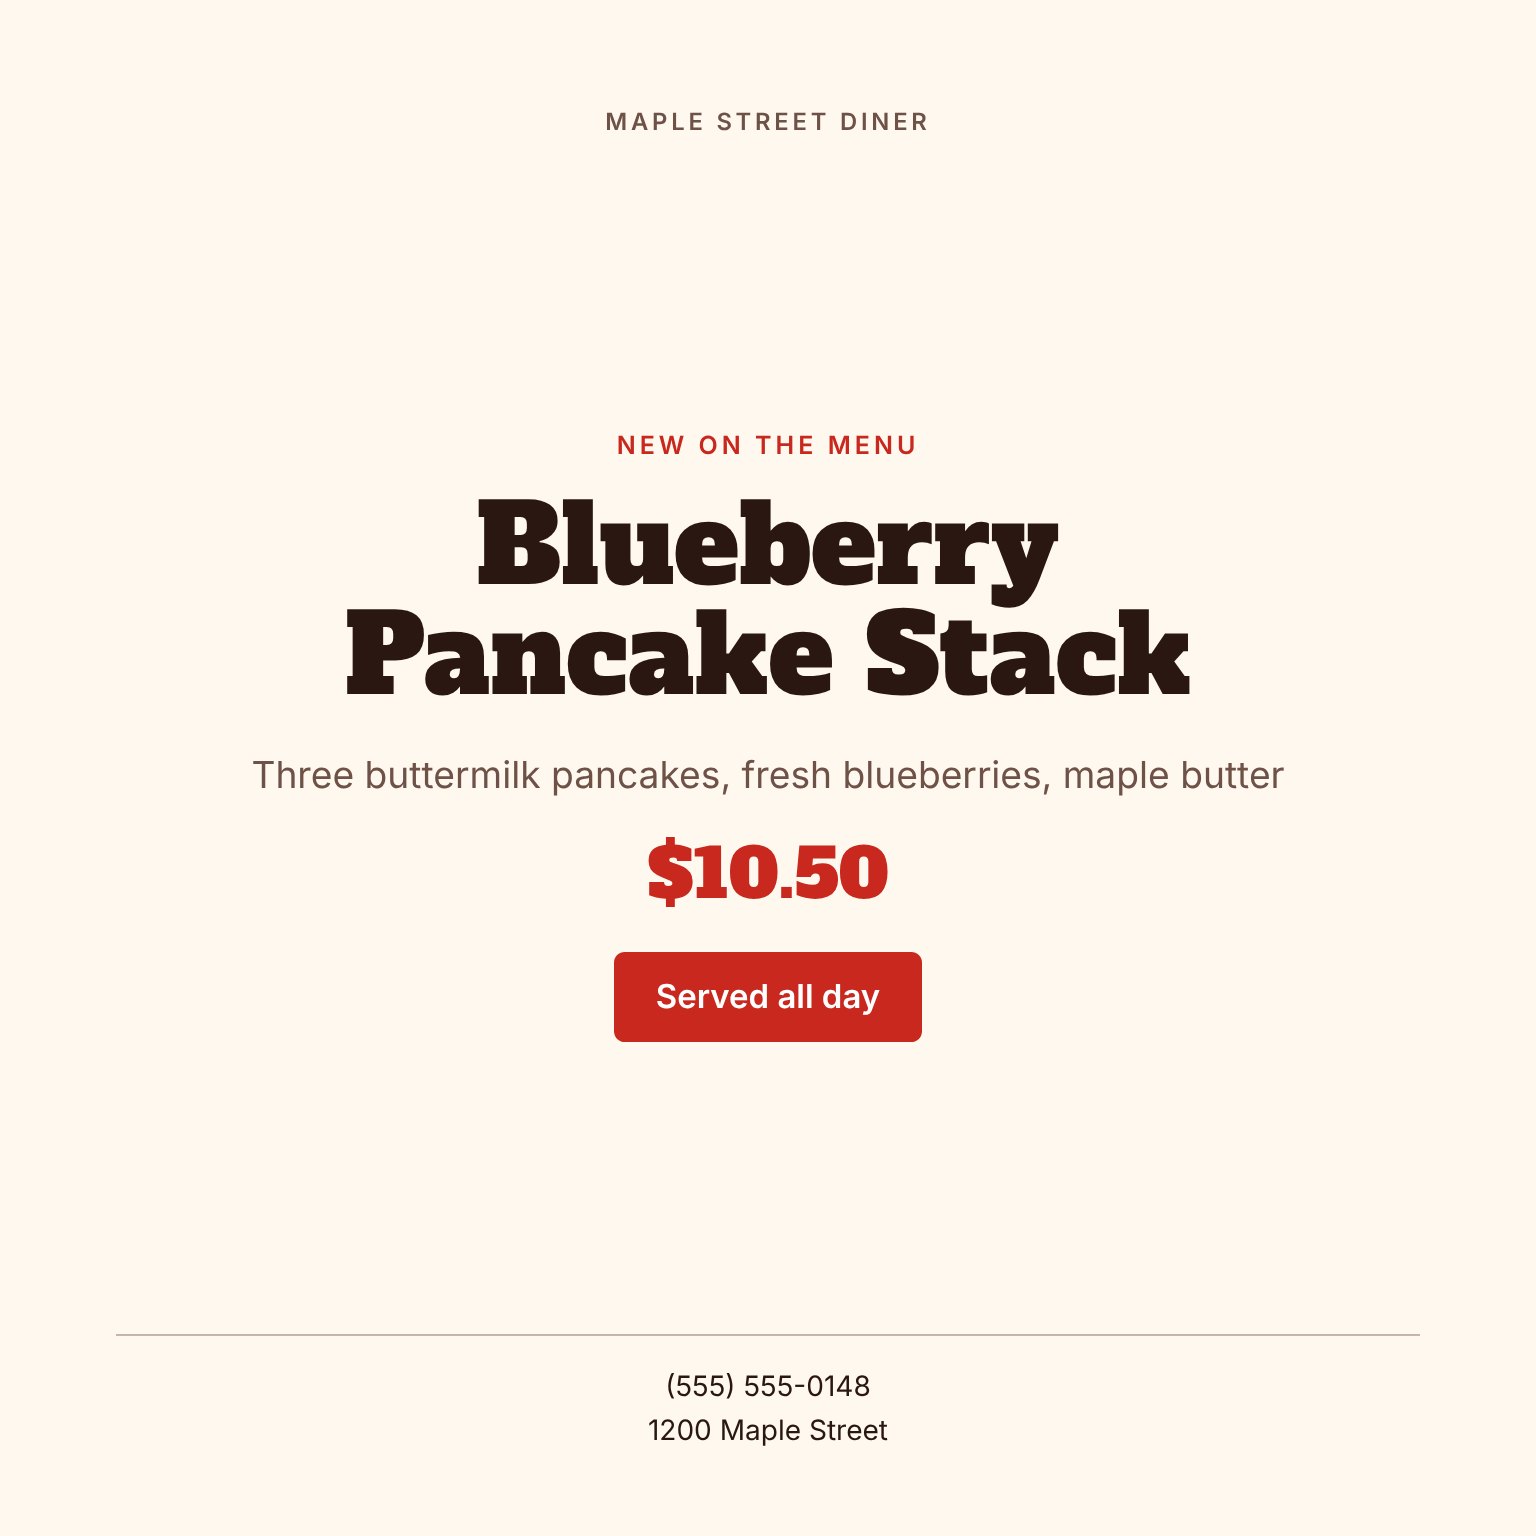 MAPLE STREET DINER
NEW ON THE MENU
Blueberry
Pancake Stack
Three buttermilk pancakes, fresh blueberries, maple butter
$10.50
Served all day
(555) 555-0148
1200 Maple Street